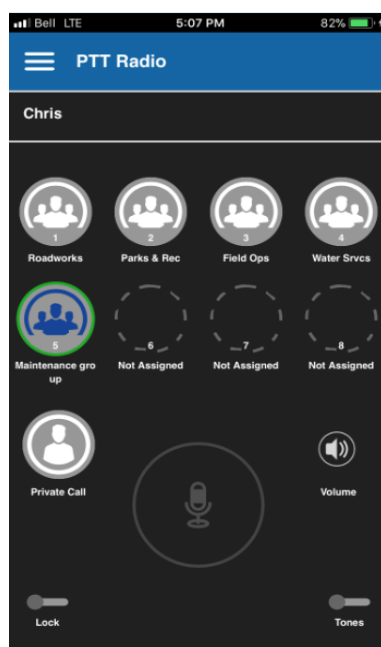 Bell LTE 5:07 PM 82%
PTT Radio
Chris
1 2 3 4
Roadworks Parks & Rec Field Ops Water Srvcs
5 6 7 8
Maintenance gro
up
Not Assigned Not Assigned Not Assigned
Private Call Volume
Lock Tones